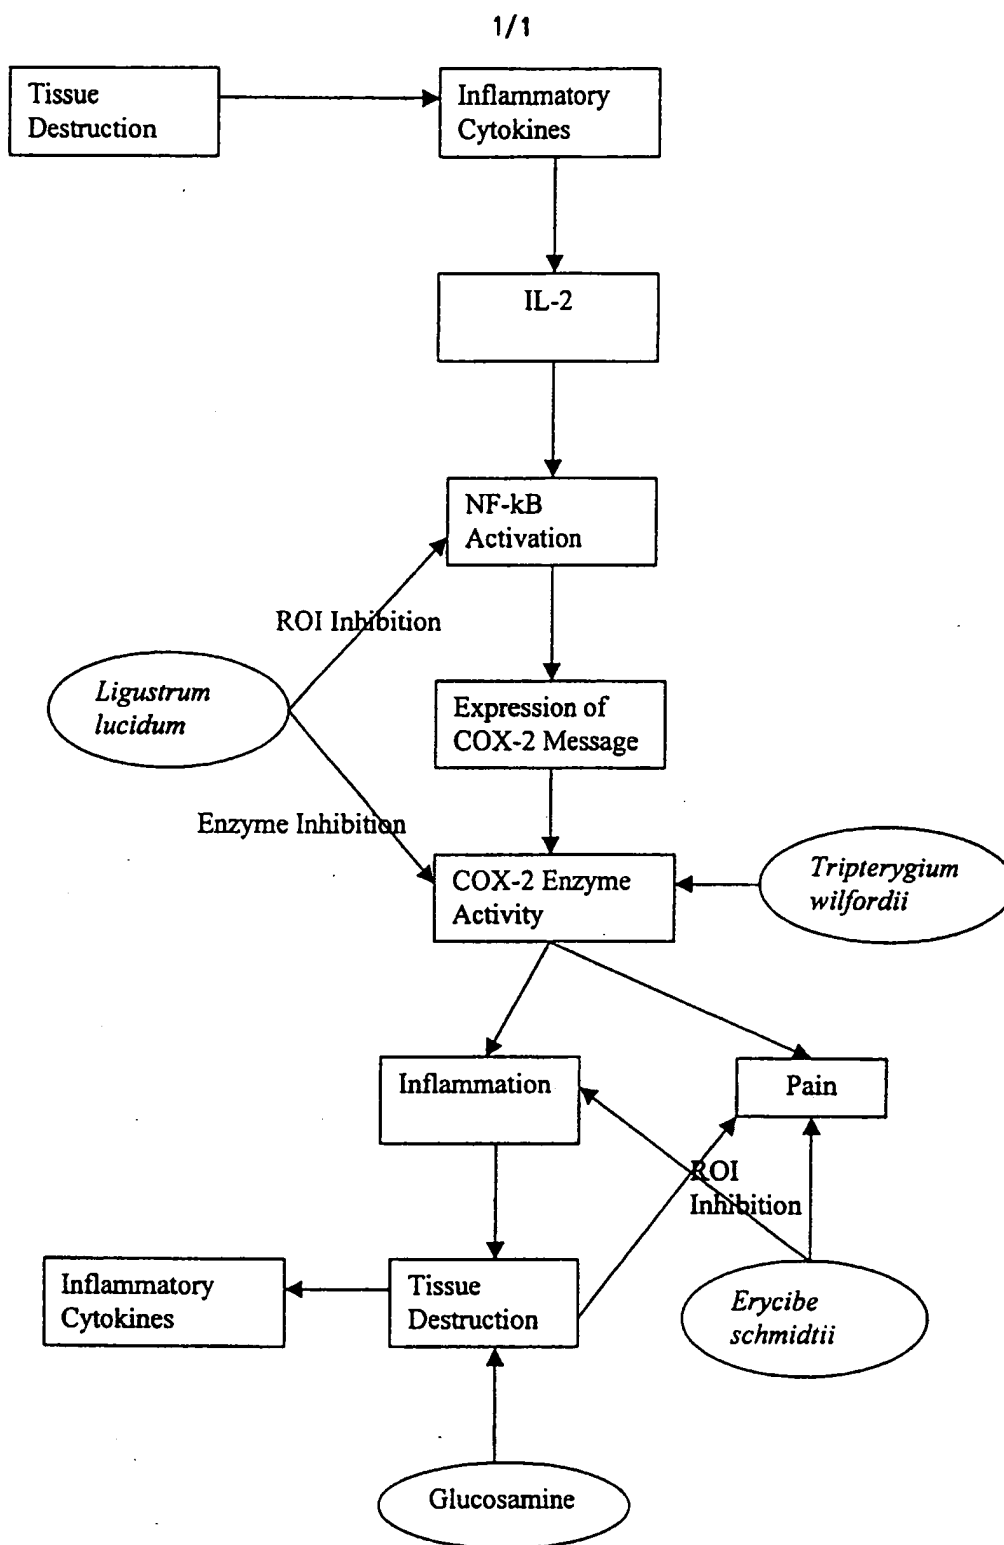 1/1
Tissue
Destruction
Inflammatory
Cytokines
IL-2
NF-kB
Activation
ROI Inhibition
Ligustrum
lucidum
Expression of
COX-2 Message
Enzyme Inhibition
COX-2 Enzyme
Activity
Tripterygium
wilfordii
Inflammation
Pain
ROI
Inhibition
Inflammatory
Cytokines
Tissue
Destruction
Erycibe
schmidtii
Glucosamine